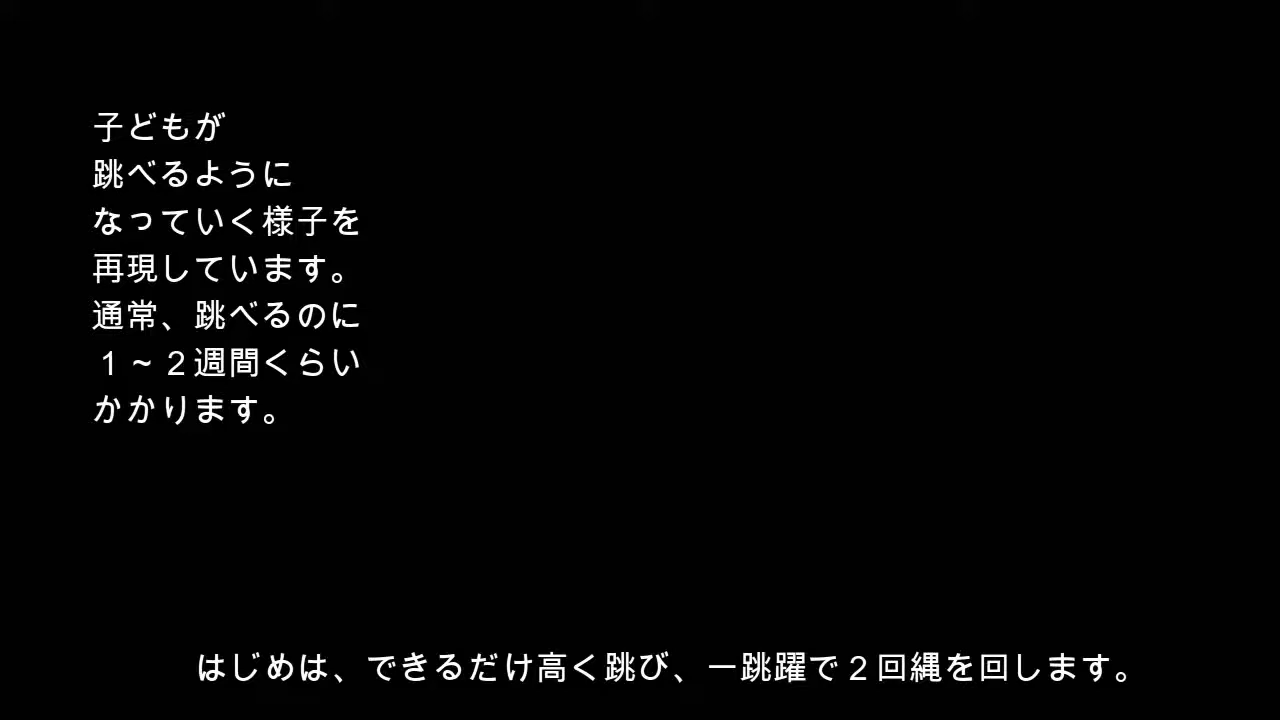 子どもが
跳べるように
なっていく様子を
再現しています。
通常、跳べるのに
１～２週間くらい
かかります。
はじめは、できるだけ高く跳び、一跳躍で２回縄を回します。